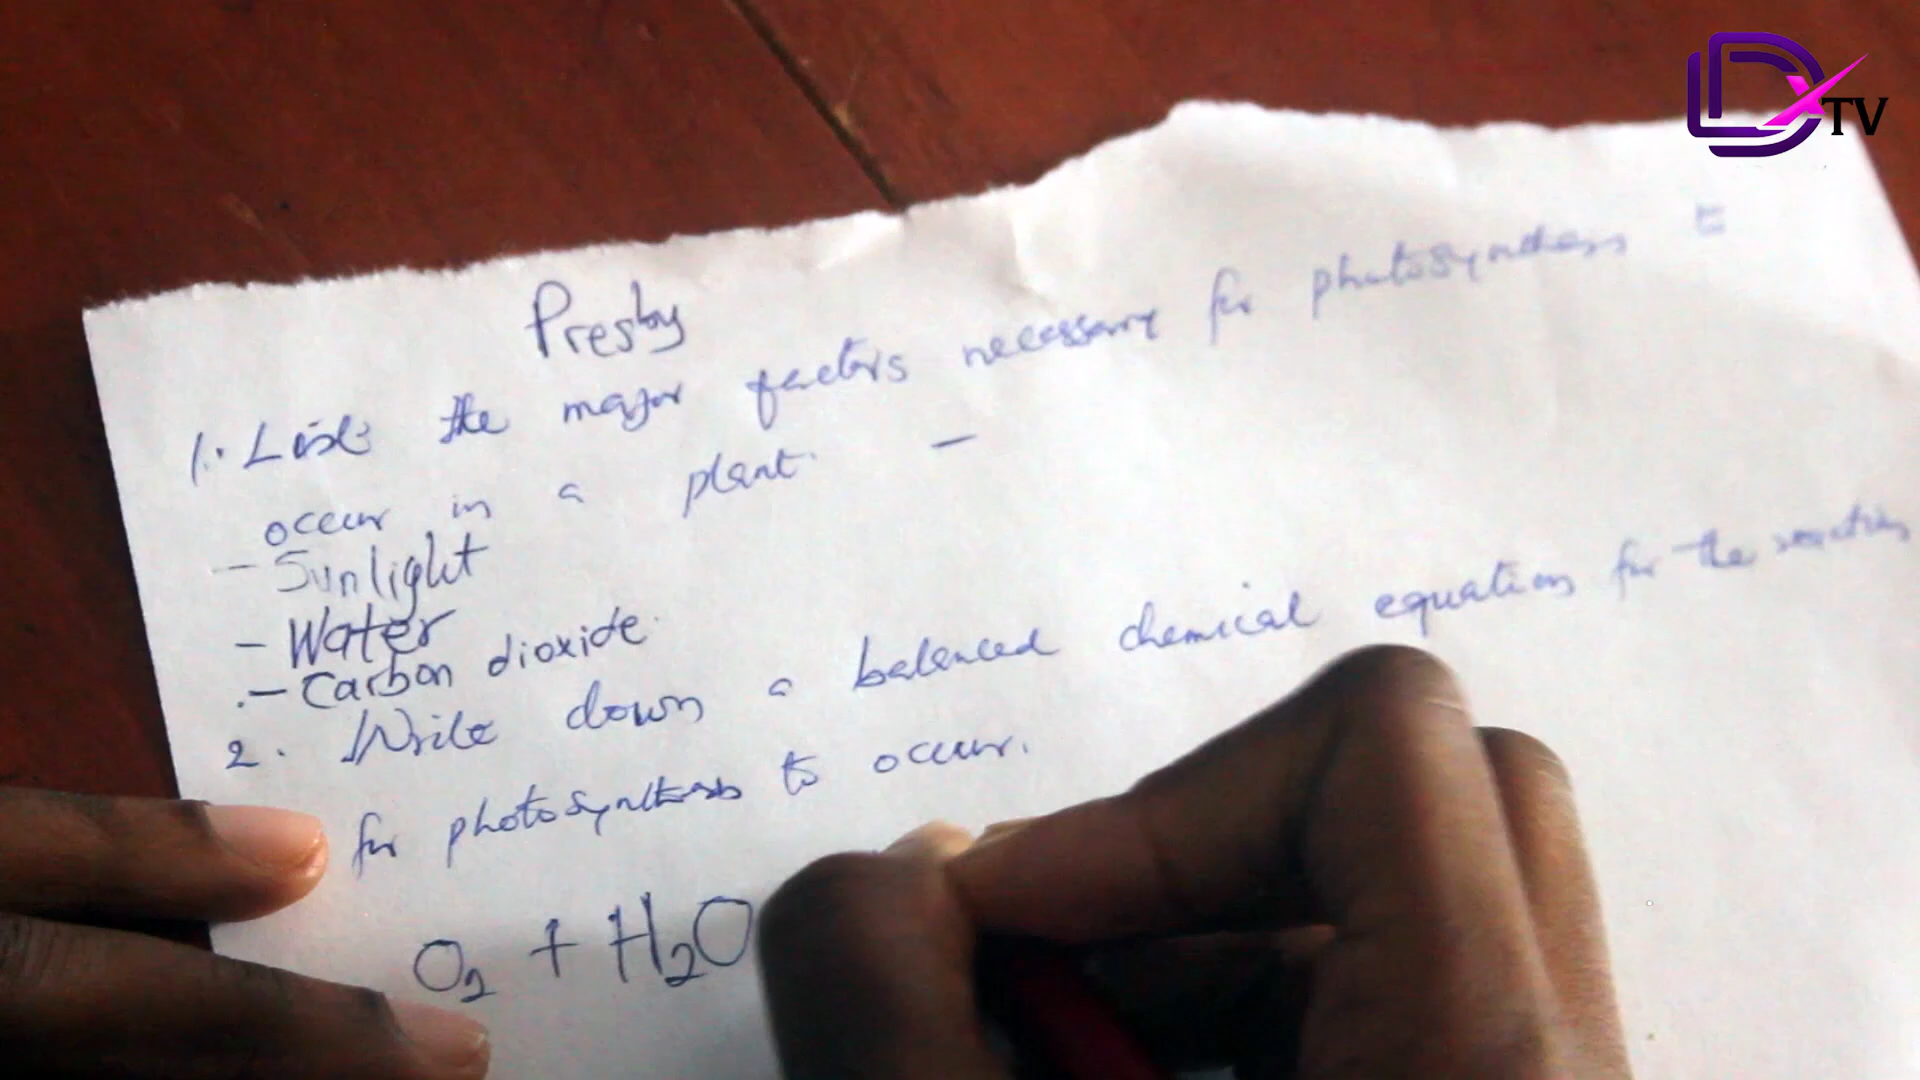 DX TV
Presby
1. List the major factors necessary for photosynthesis to
occur in a plant. -
- Sunlight
- Water
- Carbon dioxide.
2. Write down a balanced chemical equation for the reaction
for photosynthesis to occur.
O₂ + H₂O